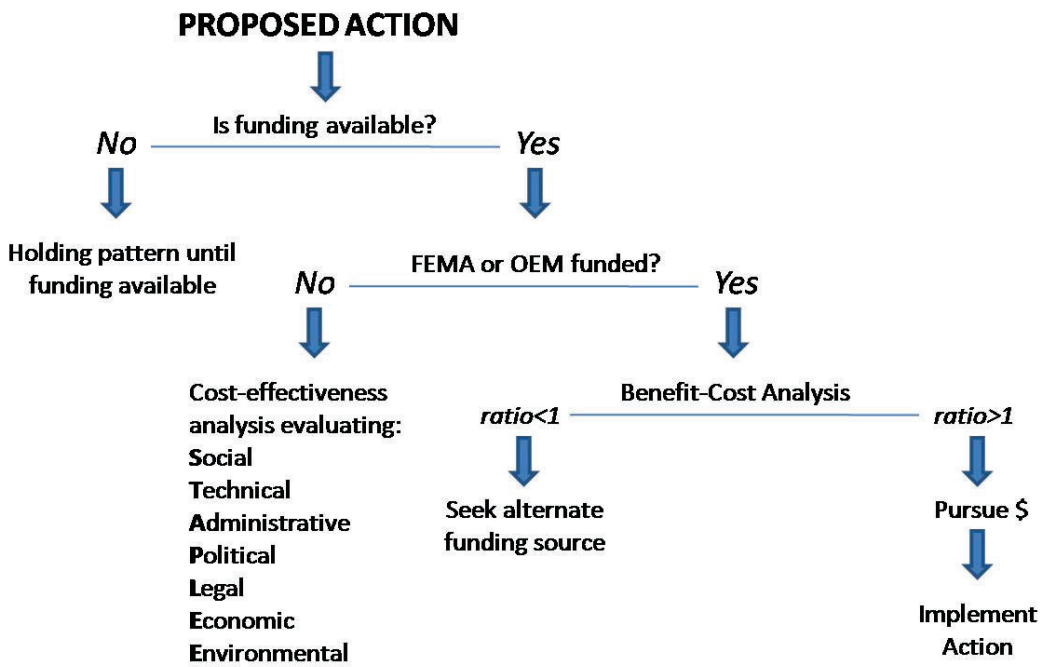 PROPOSED ACTION
Is funding available?
No
Yes
Holding pattern until
funding available
FEMA or OEM funded?
No
Yes
Cost-effectiveness
analysis evaluating:
Social
Technical
Administrative
Political
Legal
Economic
Environmental
Benefit-Cost Analysis
ratio<1
ratio>1
Seek alternate
funding source
Pursue $
Implement
Action